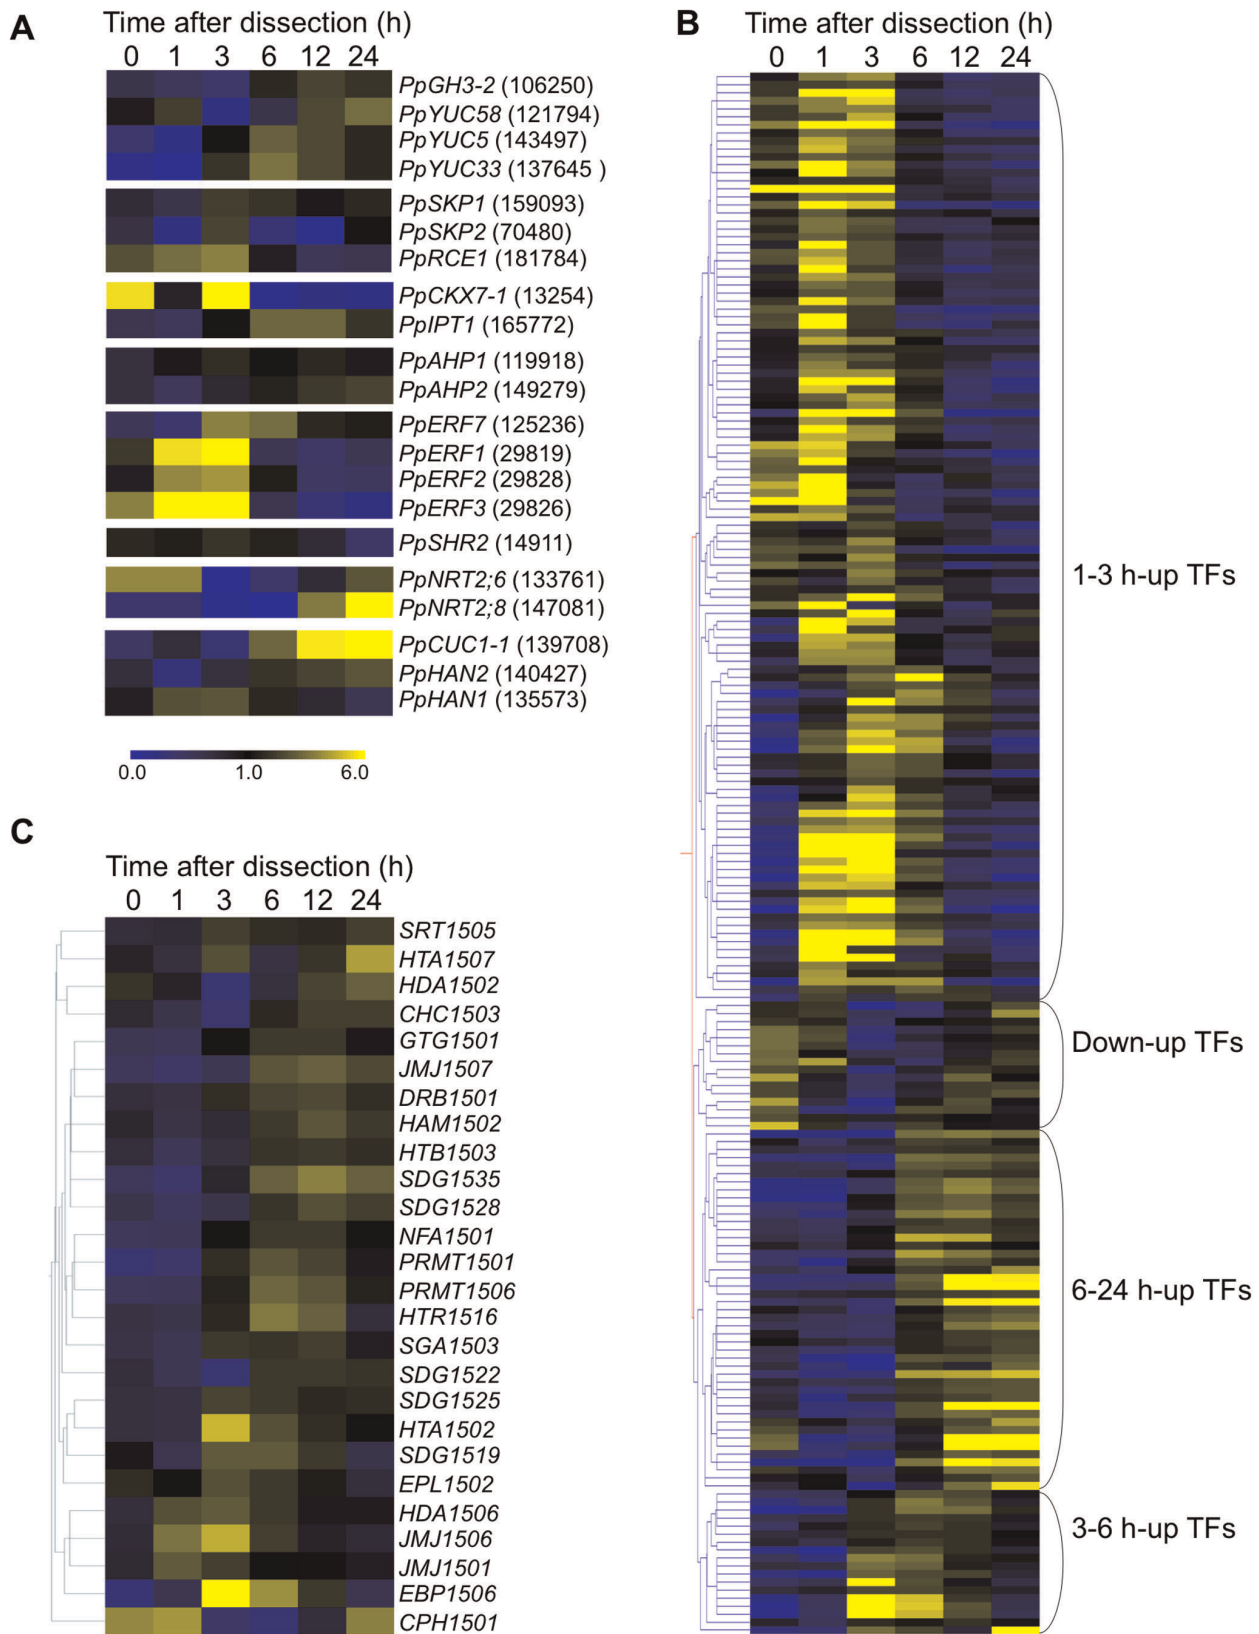 A
Time after dissection (h)
0 1 3 6 12 24
PpGH3-2 (106250)
PpYUC58 (121794)
PpYUC5 (143497)
PpYUC33 (137645 )
PpSKP1 (159093)
PpSKP2 (70480)
PpRCE1 (181784)
PpCKX7-1 (13254)
PpIPT1 (165772)
PpAHP1 (119918)
PpAHP2 (149279)
PpERF7 (125236)
PpERF1 (29819)
PpERF2 (29828)
PpERF3 (29826)
PpSHR2 (14911)
PpNRT2;6 (133761)
PpNRT2;8 (147081)
PpCUC1-1 (139708)
PpHAN2 (140427)
PpHAN1 (135573)
0.0 1.0 6.0
B
Time after dissection (h)
0 1 3 6 12 24
1-3 h-up TFs
Down-up TFs
6-24 h-up TFs
3-6 h-up TFs
C
Time after dissection (h)
0 1 3 6 12 24
SRT1505
HTA1507
HDA1502
CHC1503
GTG1501
JMJ1507
DRB1501
HAM1502
HTB1503
SDG1535
SDG1528
NFA1501
PRMT1501
PRMT1506
HTR1516
SGA1503
SDG1522
SDG1525
HTA1502
SDG1519
EPL1502
HDA1506
JMJ1506
JMJ1501
EBP1506
CPH1501